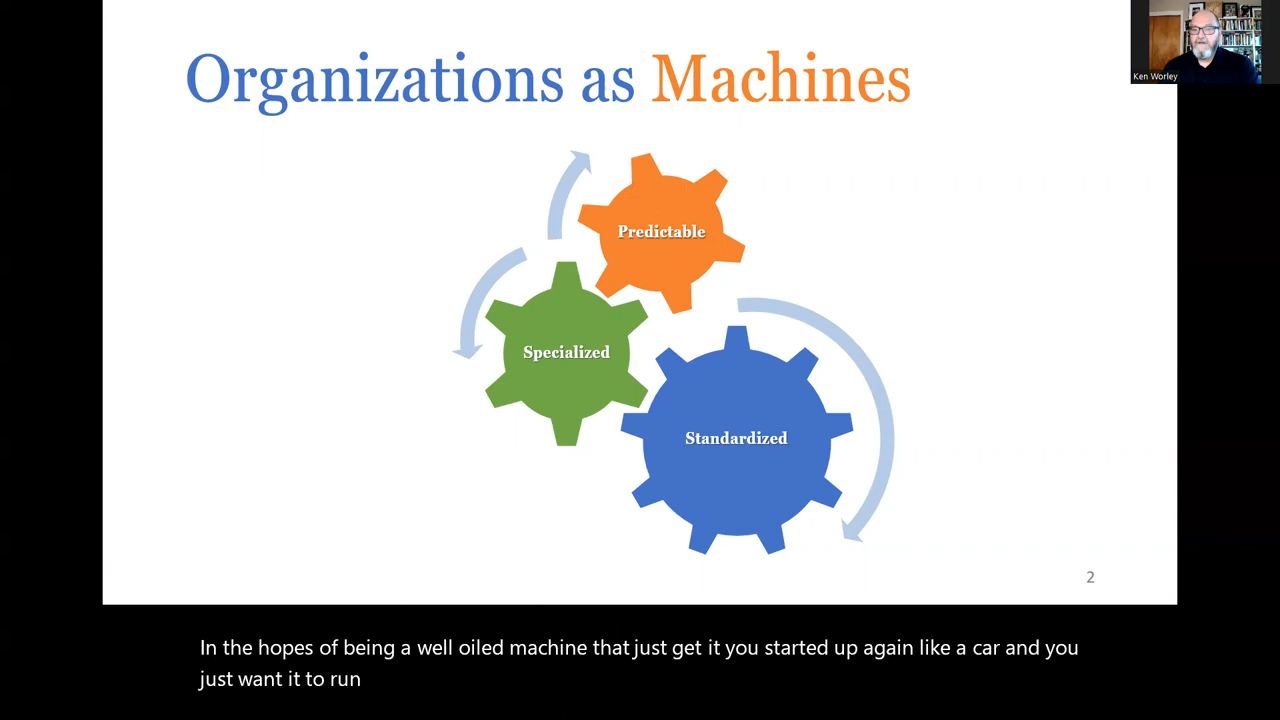 Organizations as Machines
Ken Worley
Predictable
Specialized
Standardized
2
In the hopes of being a well oiled machine that just get it you started up again like a car and you
just want it to run